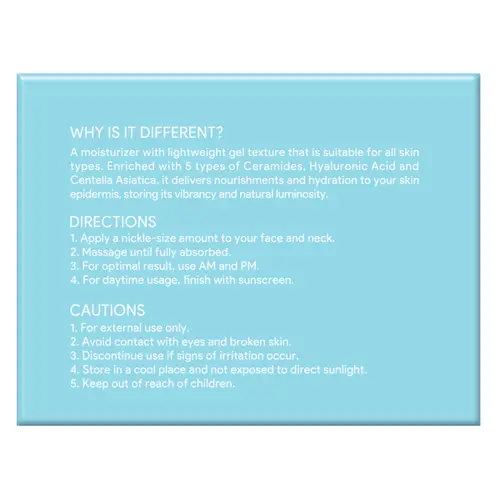 WHY IS IT DIFFERENT?
A moisturizer with lightweight gel texture that is suitable for all skin
types. Enriched with 5 types of Ceramides, Hyaluronic Acid and
Centella Asiatica, it delivers nourishments and hydration to your skin
epidermis, storing its vibrancy and natural luminosity.
DIRECTIONS
1. Apply a nickle-size amount to your face and neck.
2. Massage until fully absorbed.
3. For optimal result, use AM and PM.
4. For daytime usage, finish with sunscreen.
CAUTIONS
1. For external use only.
2. Avoid contact with eyes and broken skin.
3. Discontinue use if signs of irritation occur.
4. Store in a cool place and not exposed to direct sunlight.
5. Keep out of reach of children.